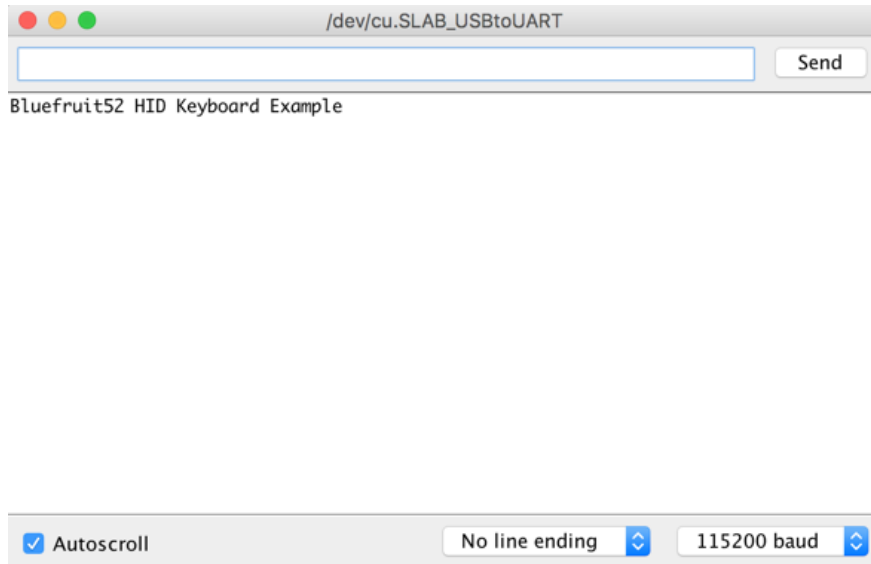 /dev/cu.SLAB_USBtoUART
Send
Bluefruit52 HID Keyboard Example
Autoscroll
No line ending
115200 baud